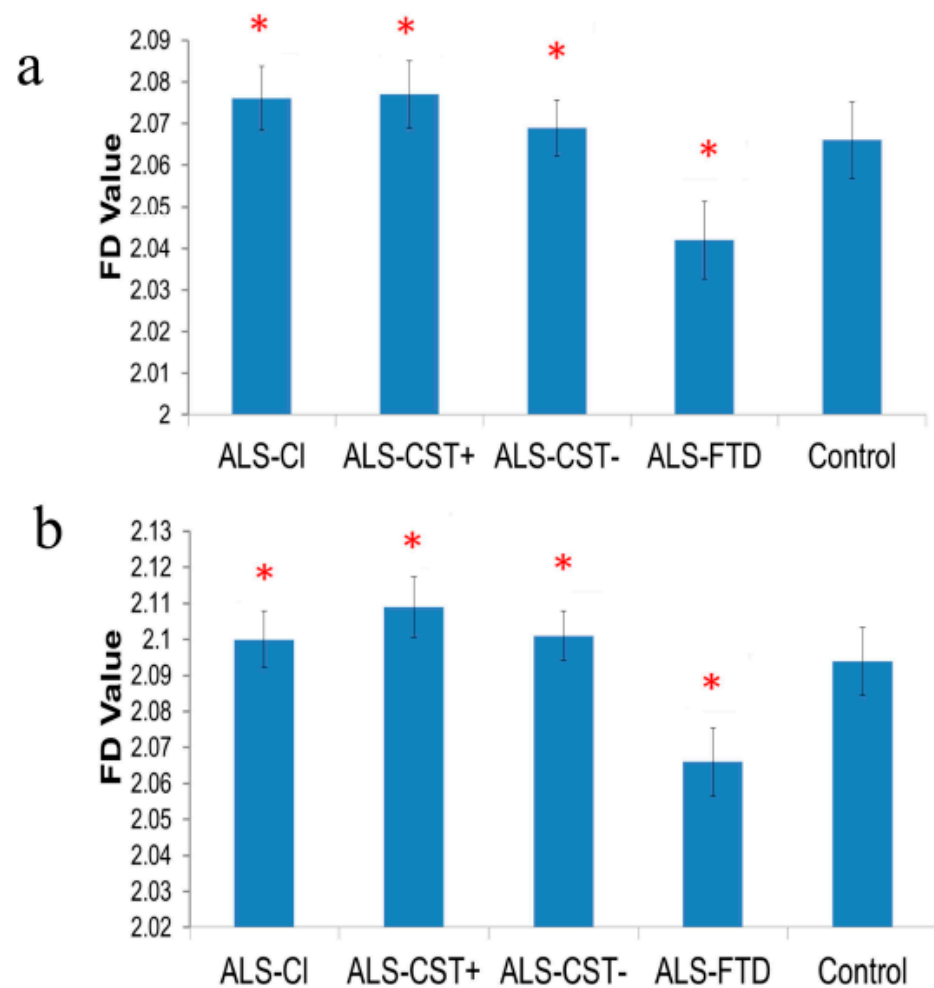 a
FD Value
2.09
2.08
2.07
2.06
2.05
2.04
2.03
2.02
2.01
2
* * * *
ALS-CI ALS-CST+ ALS-CST- ALS-FTD Control
b
FD Value
2.13
2.12
2.11
2.1
2.09
2.08
2.07
2.06
2.05
2.04
2.03
2.02
* * * *
ALS-CI ALS-CST+ ALS-CST- ALS-FTD Control